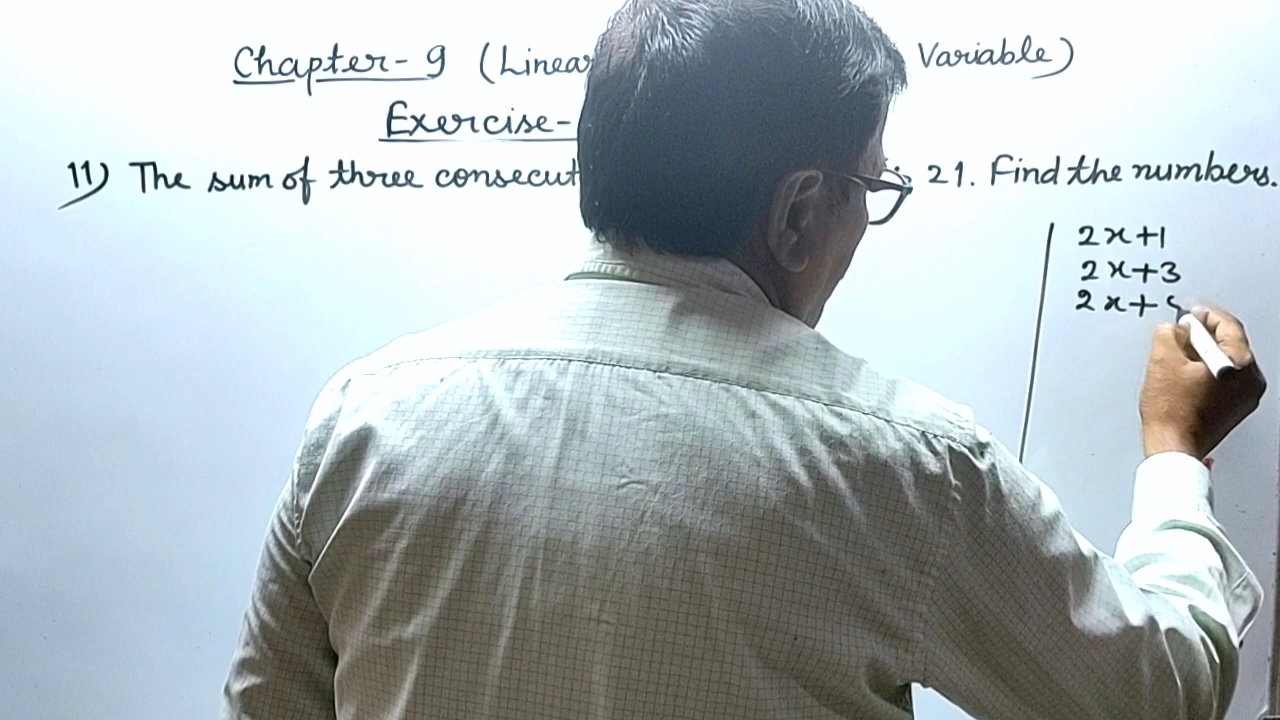 Chapter-9 (Linear Variable)
Exercise-
11) The sum of three consecut 21. Find the numbers.
2x+1
2x+3
2x+